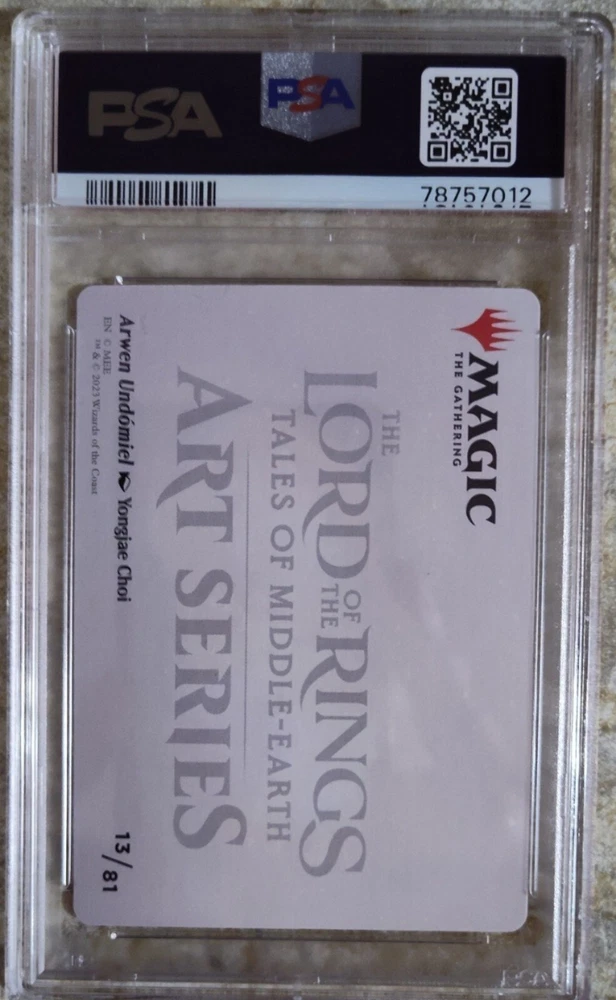 PSA
PSA
78757012
MAGIC
THE GATHERING
THE
LORD OF THE RINGS
TALES OF MIDDLE-EARTH
ART SERIES
Arwen Undómiel Yongjae Choi
EN © MEE
™ & © 2023 Wizards of the Coast
13/81